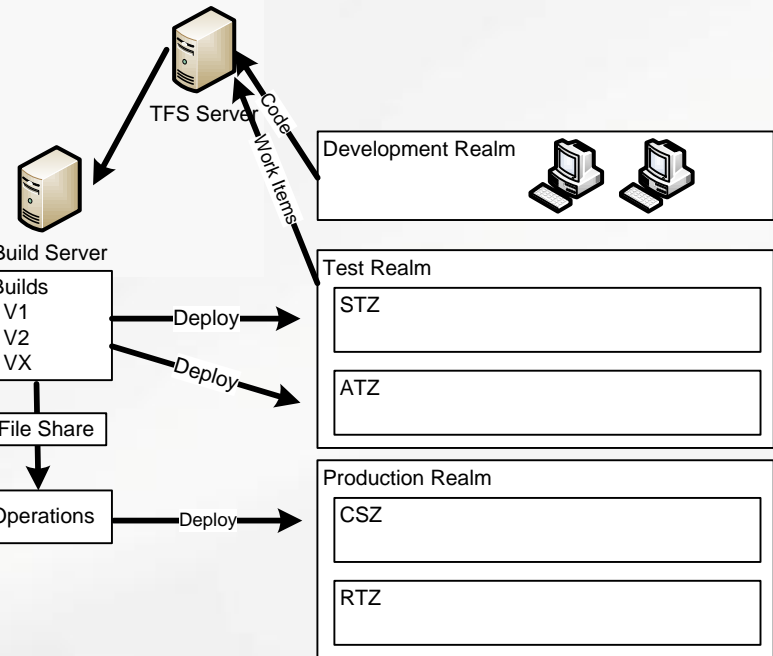 TFS Server
Code
Work Items
Development Realm
Build Server
Builds
V1
V2
VX
Deploy
Deploy
Test Realm
STZ
ATZ
File Share
Operations
Deploy
Production Realm
CSZ
RTZ